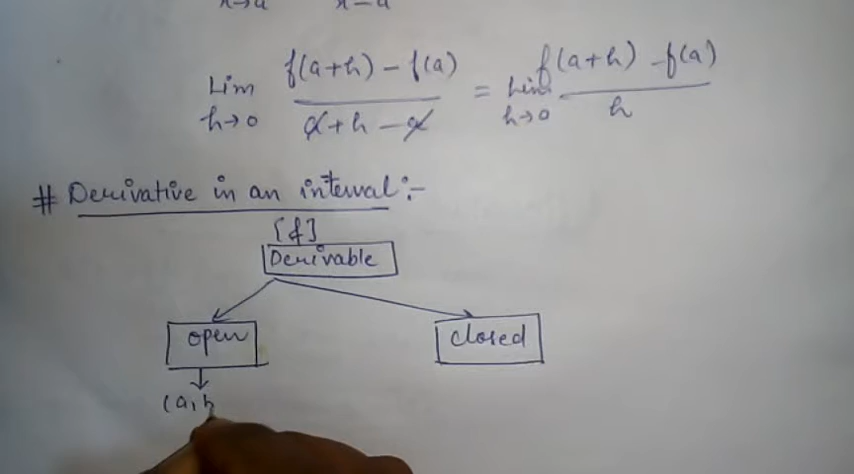 x→a x-a
Lim h→0 f(a+h) - f(a) / a+h-a = Lim h→0 f(a+h) - f(a) / h
# Derivative in an interval:-
[f]
Derivable
open closed
(a, b